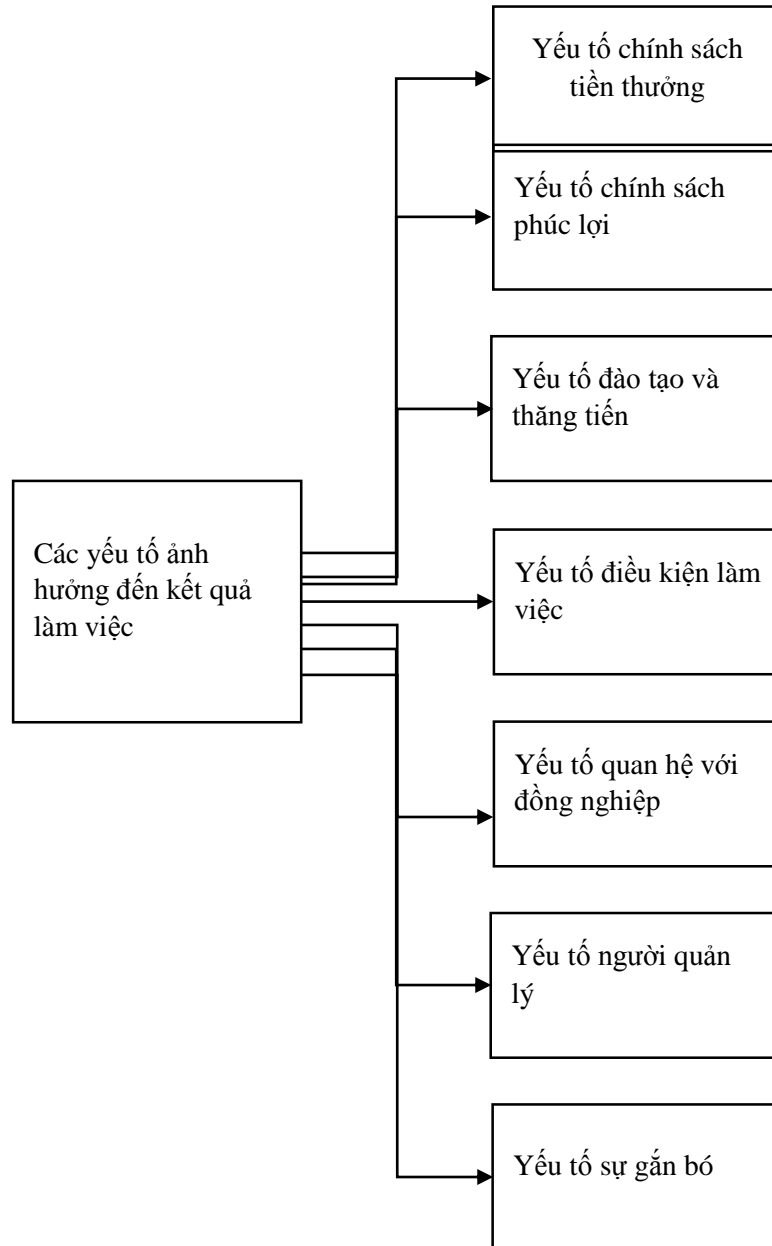 Yếu tố chính sách
tiền thưởng
Yếu tố chính sách
phúc lợi
Yếu tố đào tạo và
thăng tiến
Các yếu tố ảnh
hưởng đến kết quả
làm việc
Yếu tố điều kiện làm
việc
Yếu tố quan hệ với
đồng nghiệp
Yếu tố người quản
lý
Yếu tố sự gắn bó